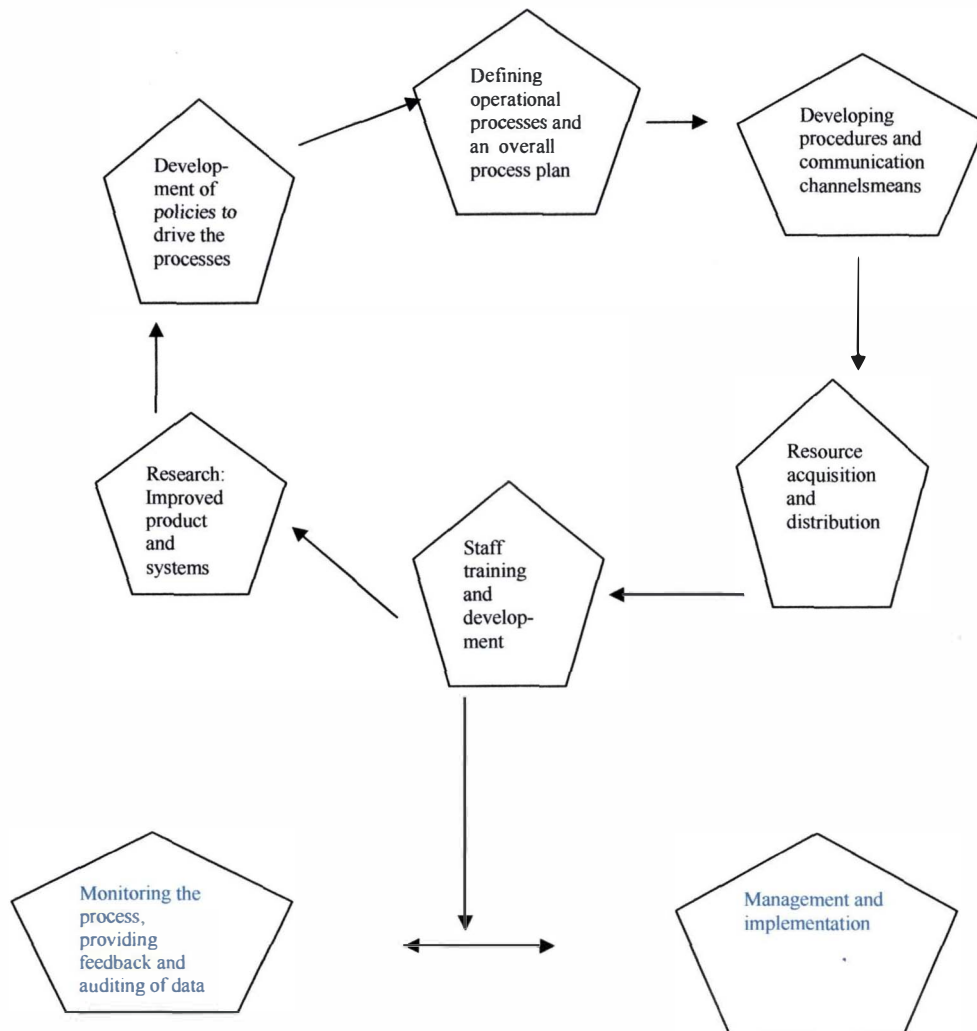 Defining
operational
processes and
an overall
process plan
Developing
procedures and
communication
channelsmeans
Develop-
ment of
policies to
drive the
processes
Resource
acquisition
and
distribution
Research:
Improved
product
and
systems
Staff
training
and
develop-
ment
Monitoring the
process,
providing
feedback and
auditing of data
Management and
implementation